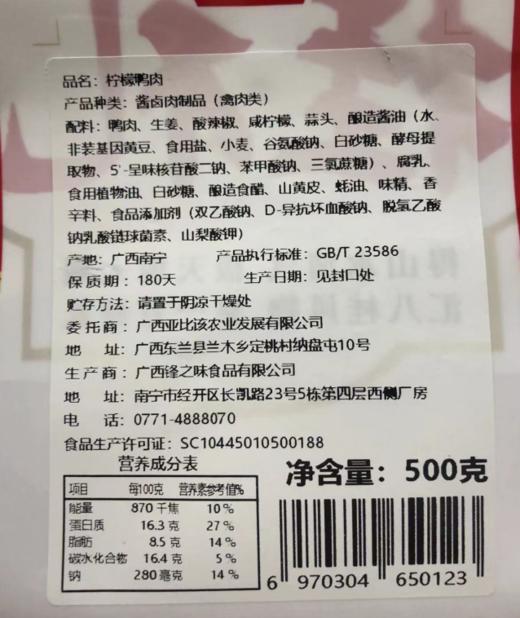 品名：柠檬鸭肉
产品种类：酱卤肉制品（禽肉类）
配料：鸭肉、生姜、酸辣椒、咸柠檬、蒜头、酿造酱油（水、
非转基因黄豆、食用盐、小麦、谷氨酸钠、白砂糖、酵母提
取物、5'-呈味核苷酸二钠、苯甲酸钠、三氯蔗糖）、腐乳、
食用植物油、白砂糖、酿造食醋、山黄皮、蚝油、味精、香
辛料、食品添加剂（双乙酸钠、D-异抗坏血酸钠、脱氢乙酸
钠乳酸链球菌素、山梨酸钾）
产地：广西南宁 产品执行标准：GB/T 23586
保质期：180天 生产日期：见封口处
贮存方法：请置于阴凉干燥处
委托商：广西亚比该农业发展有限公司
地 址：广西东兰县兰木乡定桃村纳盘屯10号
生产商：广西锋之味食品有限公司
地 址：南宁市经开区长凯路23号5栋第四层西侧厂房
电 话：0771-4888070
食品生产许可证：SC10445010500188
营养成分表
项目 每100克 营养素参考值%
能量 870 千焦 10%
蛋白质 16.3 克 27%
脂肪 8.5 克 14%
碳水化合物 16.4 克 5%
钠 280 毫克 14%
净含量：500克
6 970304 650123